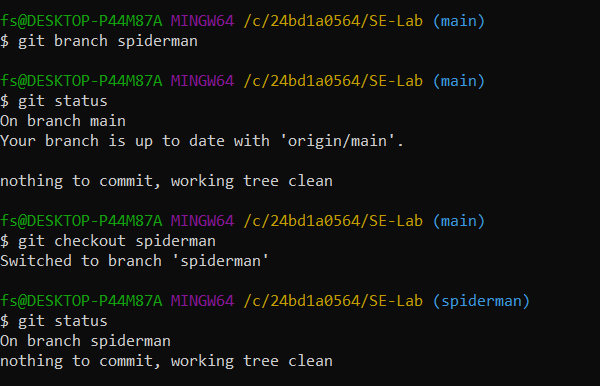 fs@DESKTOP-P44M87A MINGW64 /c/24bd1a0564/SE-Lab (main)
$ git branch spiderman
fs@DESKTOP-P44M87A MINGW64 /c/24bd1a0564/SE-Lab (main)
$ git status
On branch main
Your branch is up to date with 'origin/main'.
nothing to commit, working tree clean
fs@DESKTOP-P44M87A MINGW64 /c/24bd1a0564/SE-Lab (main)
$ git checkout spiderman
Switched to branch 'spiderman'
fs@DESKTOP-P44M87A MINGW64 /c/24bd1a0564/SE-Lab (spiderman)
$ git status
On branch spiderman
nothing to commit, working tree clean